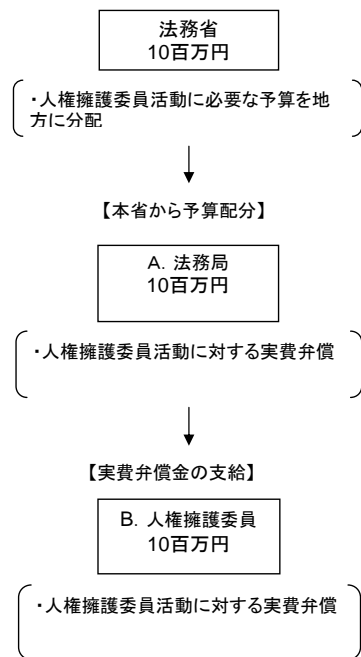 法務省
10百万円
・人権擁護委員活動に必要な予算を地
方に分配
【本省から予算配分】
A. 法務局
10百万円
・人権擁護委員活動に対する実費弁償
【実費弁償金の支給】
B. 人権擁護委員
10百万円
・人権擁護委員活動に対する実費弁償